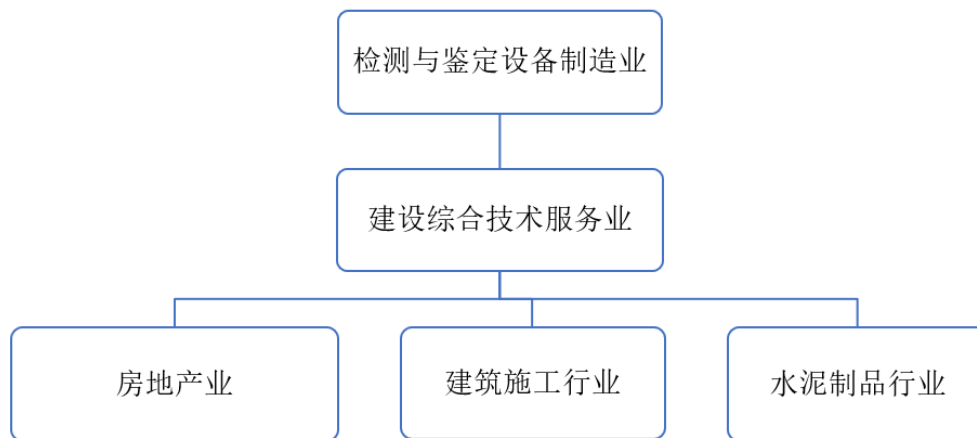 检测与鉴定设备制造业
建设综合技术服务业
房地产业
建筑施工行业
水泥制品行业